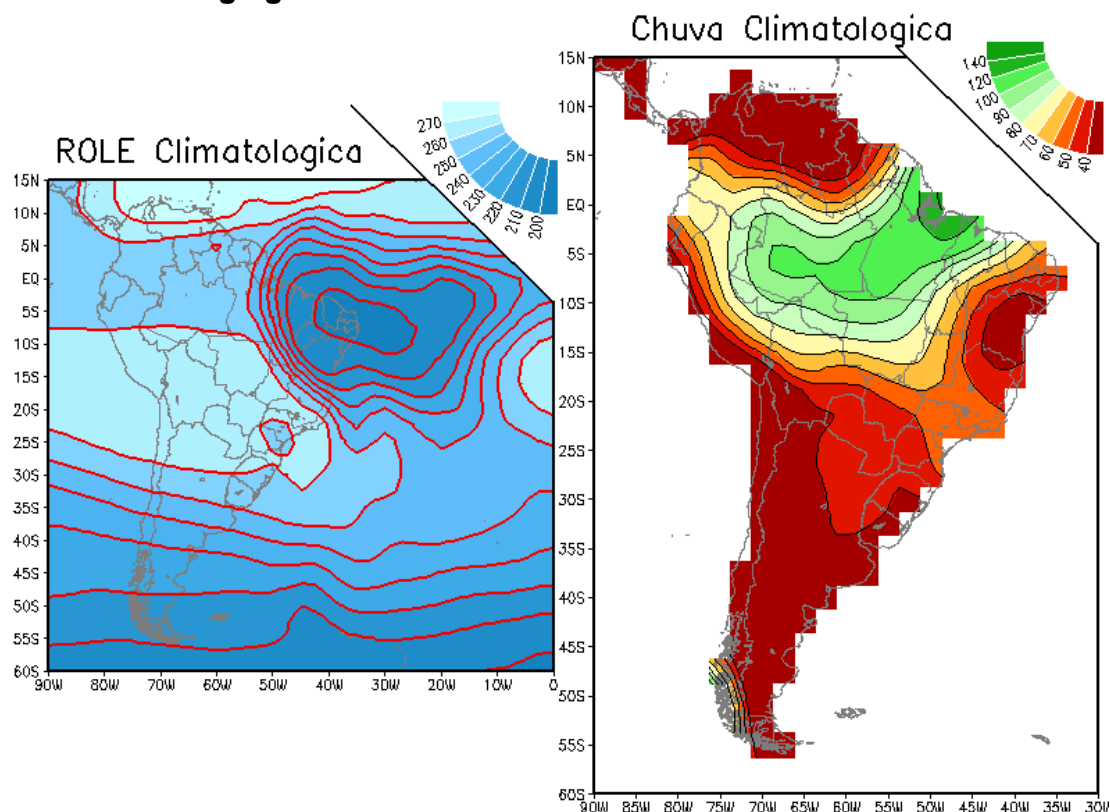 Chuva Climatologica
ROLE Climatologica
270
260
250
240
230
220
210
200
140
120
100
90
80
70
60
50
40
15N
10N
5N
EQ
5S
10S
15S
20S
25S
30S
35S
40S
45S
50S
55S
60S
90W 80W 70W 60W 50W 40W 30W 20W 10W 0
15N
10N
5N
EQ
5S
10S
15S
20S
25S
30S
35S
40S
45S
50S
55S
60S
90W 85W 80W 75W 70W 65W 60W 55W 50W 45W 40W 35W 30W